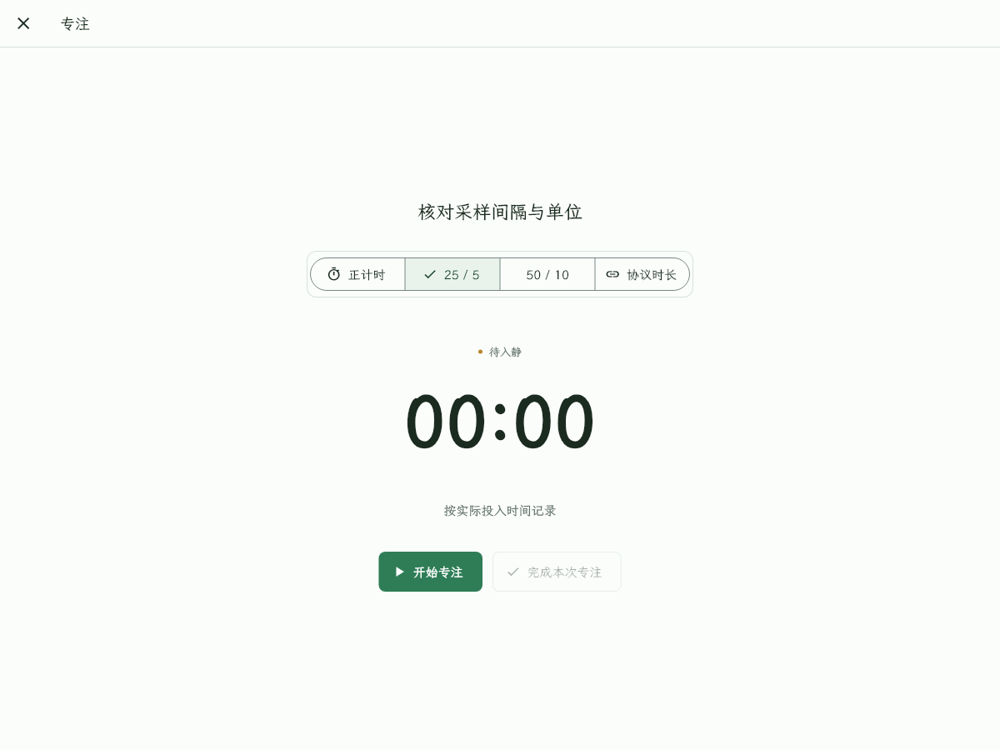 专注
核对采样间隔与单位
正计时 25 / 5 50 / 10 协议时长
待入静
00:00
按实际投入时间记录
开始专注 完成本次专注